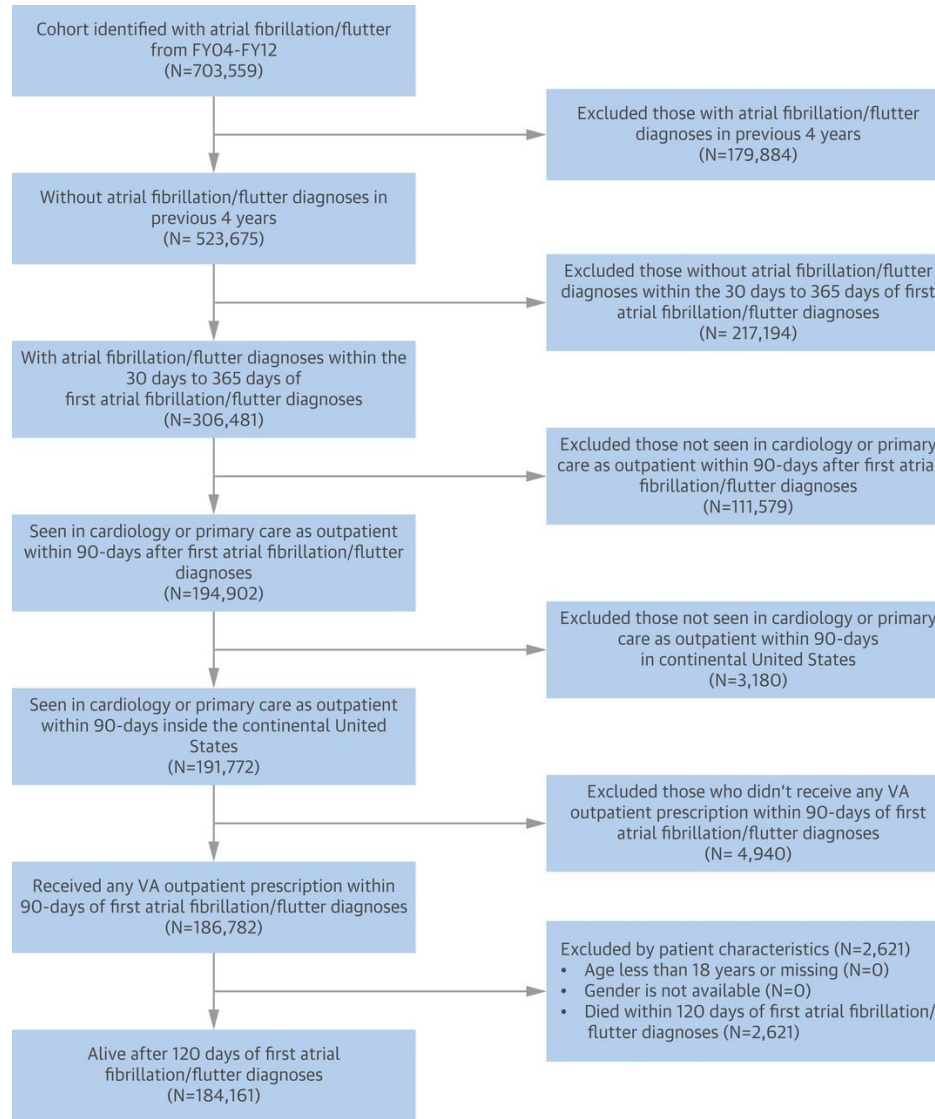 Cohort identified with atrial fibrillation/flutter
from FY04-FY12
(N=703,559)
Excluded those with atrial fibrillation/flutter
diagnoses in previous 4 years
(N=179,884)
Without atrial fibrillation/flutter diagnoses in
previous 4 years
(N= 523,675)
Excluded those without atrial fibrillation/flutter
diagnoses within the 30 days to 365 days of first
atrial fibrillation/flutter diagnoses
(N= 217,194)
With atrial fibrillation/flutter diagnoses within the
30 days to 365 days of
first atrial fibrillation/flutter diagnoses
(N=306,481)
Excluded those not seen in cardiology or primary
care as outpatient within 90-days after first atrial
fibrillation/flutter diagnoses
(N=111,579)
Seen in cardiology or primary care as outpatient
within 90-days after first atrial fibrillation/flutter
diagnoses
(N=194,902)
Excluded those not seen in cardiology or primary
care as outpatient within 90-days
in continental United States
(N=3,180)
Seen in cardiology or primary care as outpatient
within 90-days inside the continental United
States
(N=191,772)
Excluded those who didn't receive any VA
outpatient prescription within 90-days of first
atrial fibrillation/flutter diagnoses
(N= 4,940)
Received any VA outpatient prescription within
90-days of first atrial fibrillation/flutter diagnoses
(N=186,782)
Excluded by patient characteristics (N=2,621)
• Age less than 18 years or missing (N=0)
• Gender is not available (N=0)
• Died within 120 days of first atrial fibrillation/
flutter diagnoses (N=2,621)
Alive after 120 days of first atrial
fibrillation/flutter diagnoses
(N=184,161)